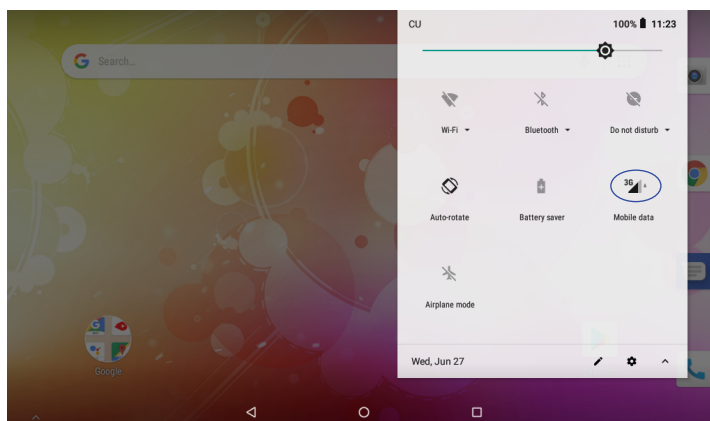 CU 100% 11:23
Search...
Wi-Fi Bluetooth Do not disturb
3G
Auto-rotate Battery saver Mobile data
Airplane mode
Wed, Jun 27
Google